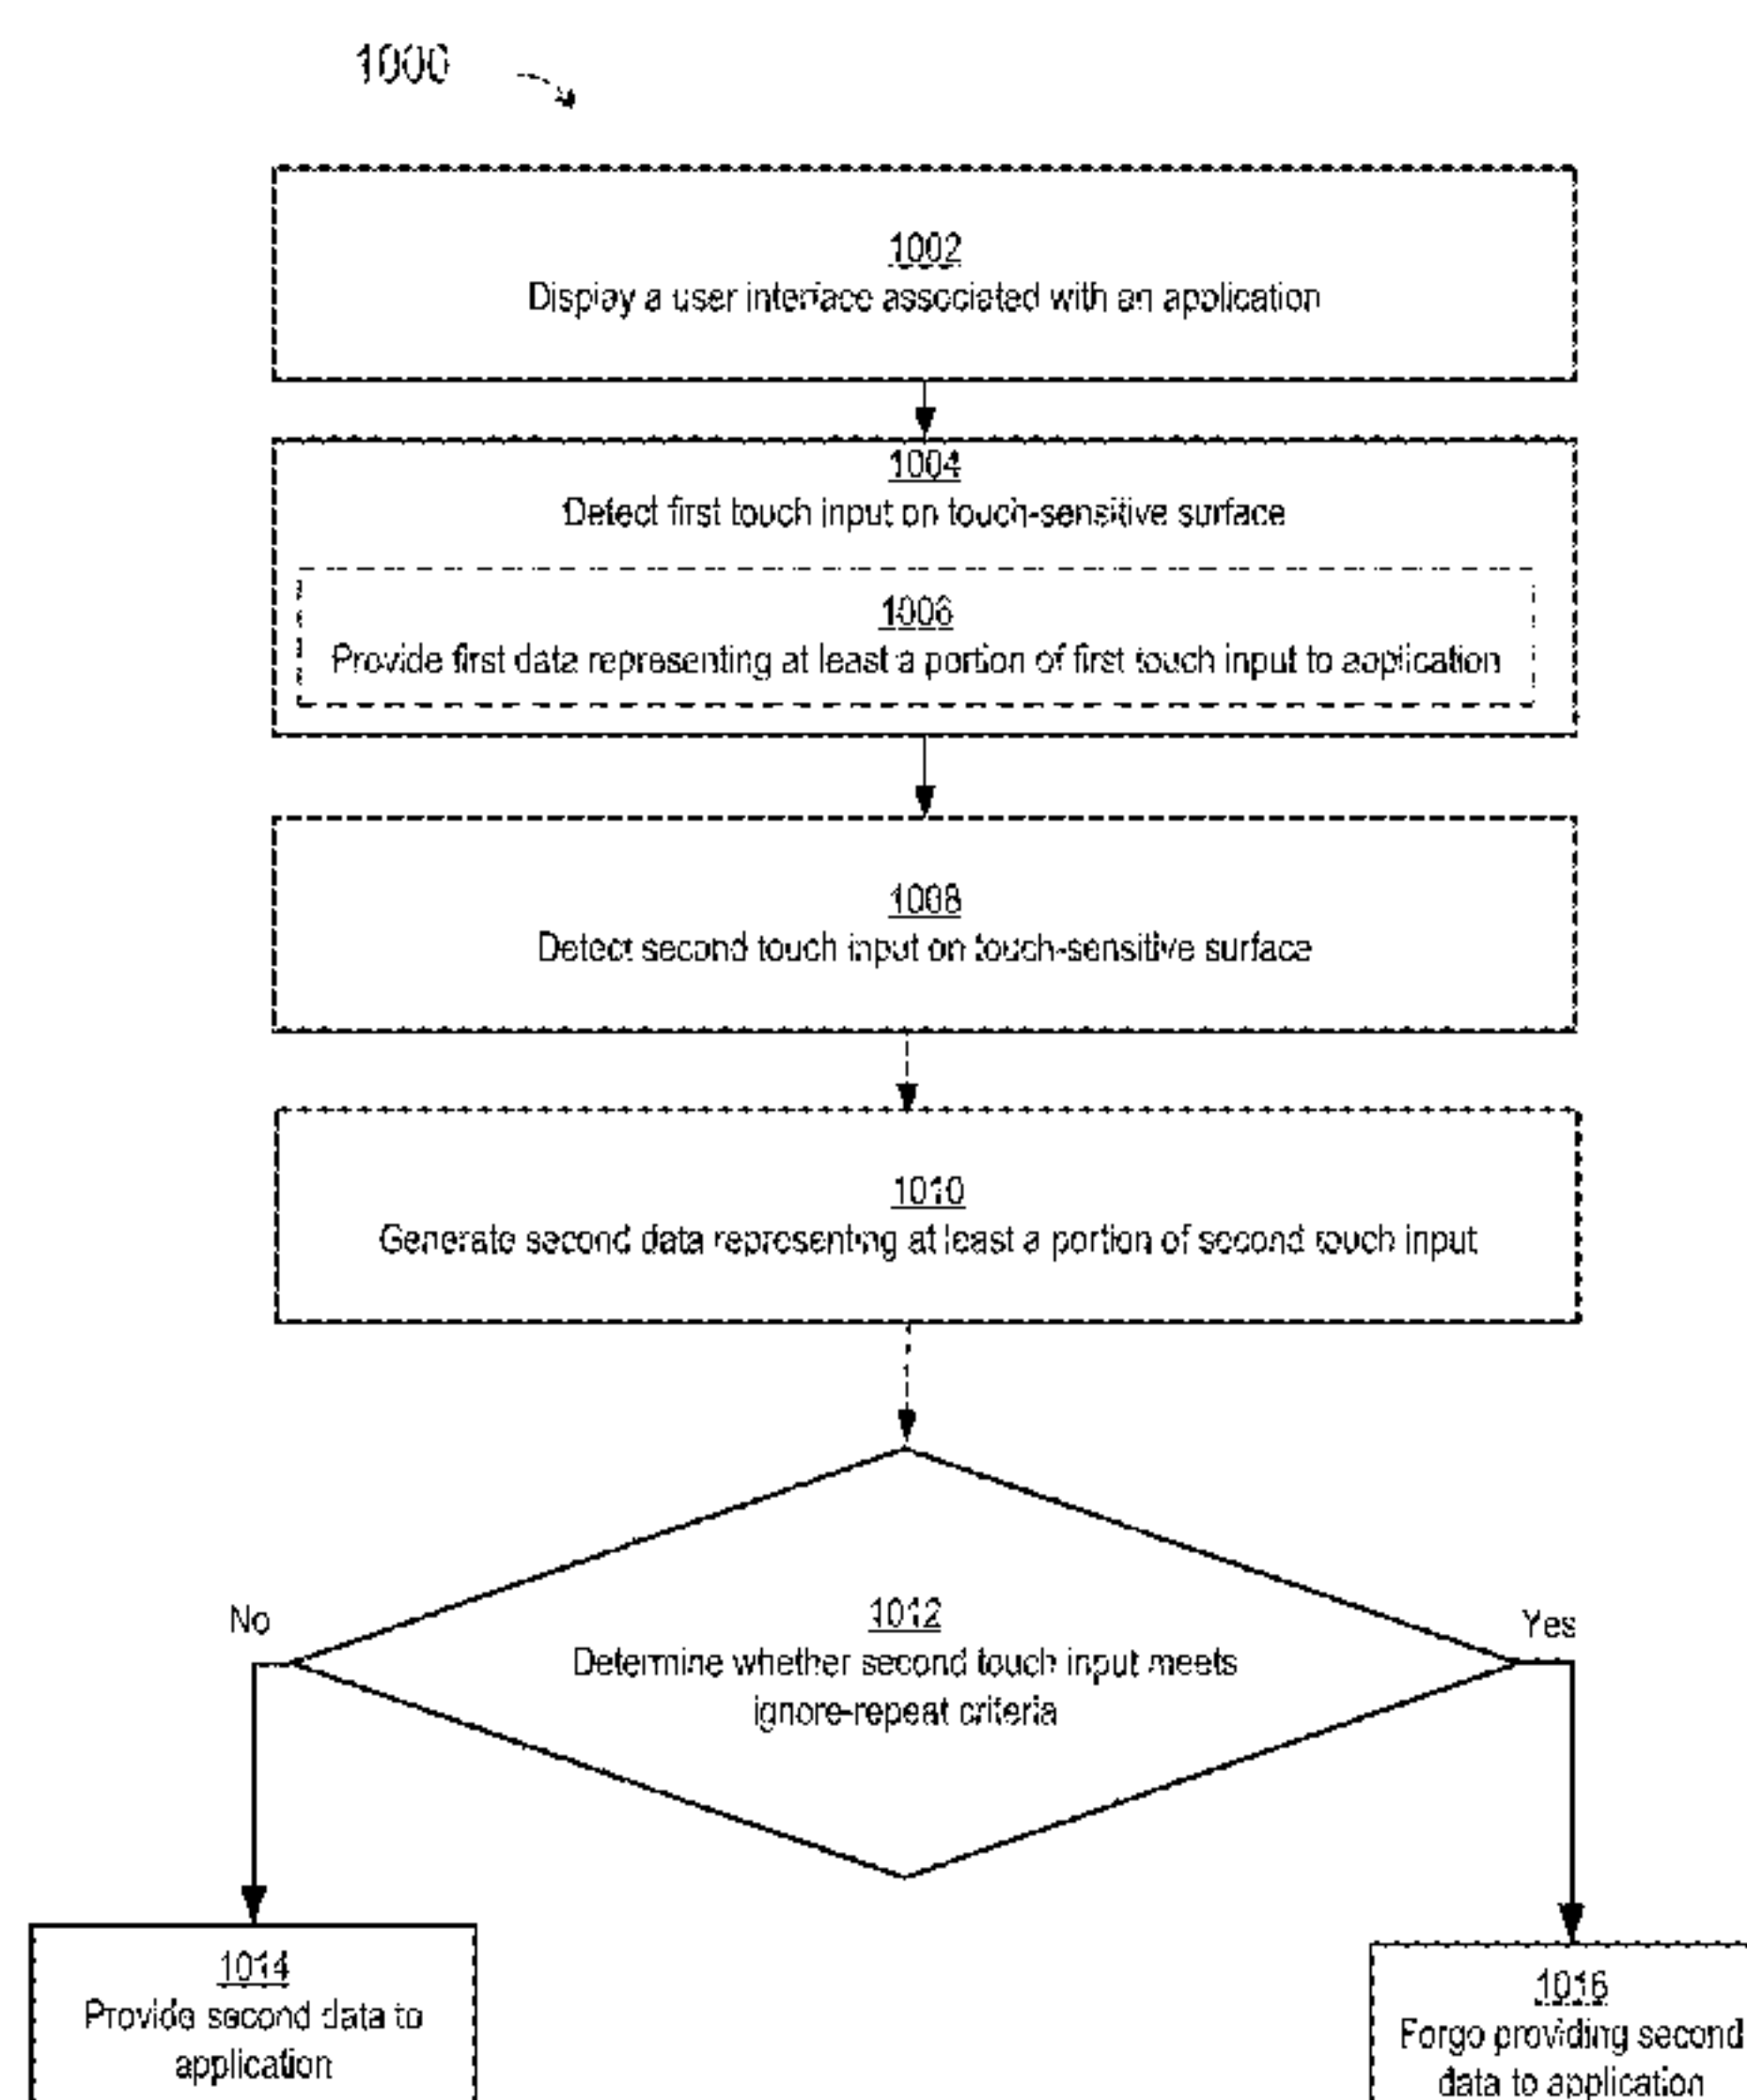 1000
1002
Display a user interface associated with an application
1004
Detect first touch input on touch-sensitive surface
1006
Provide first data representing at least a portion of first touch input to application
1008
Detect second touch input on touch-sensitive surface
1010
Generate second data representing at least a portion of second touch input
1012
Determine whether second touch input meets
ignore-repeat criteria
No
Yes
1014
Provide second data to
application
1016
Forgo providing second
data to application